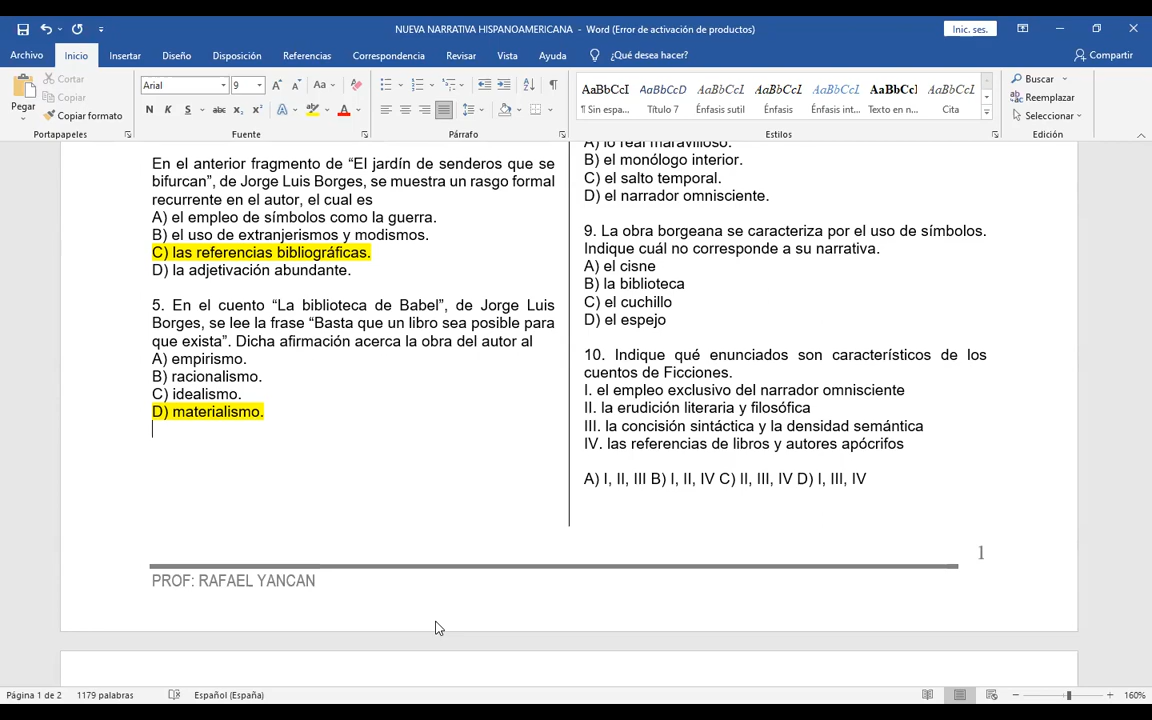 NUEVA NARRATIVA HISPANOAMERICANA - Word (Error de activación de productos)
Inic. ses.
Archivo Inicio Insertar Diseño Disposición Referencias Correspondencia Revisar Vista Ayuda ¿Qué desea hacer? Compartir
Pegar
Cortar
Copiar
Copiar formato
Portapapeles
Arial 9
N K S abc x₂ x²
Fuente
Párrafo
AaBbCcI AaBbCcD AaBbCcI AaBbCcI AaBbCcI AaBbCcI AaBbCcI
¶ Sin espa... Título 7 Énfasis sutil Énfasis Énfasis int... Texto en n... Cita
Estilos
Buscar
Reemplazar
Seleccionar
Edición
En el anterior fragmento de “El jardín de senderos que se
bifurcan”, de Jorge Luis Borges, se muestra un rasgo formal
recurrente en el autor, el cual es
A) el empleo de símbolos como la guerra.
B) el uso de extranjerismos y modismos.
C) las referencias bibliográficas.
D) la adjetivación abundante.
5. En el cuento “La biblioteca de Babel”, de Jorge Luis
Borges, se lee la frase “Basta que un libro sea posible para
que exista”. Dicha afirmación acerca la obra del autor al
A) empirismo.
B) racionalismo.
C) idealismo.
D) materialismo.
A) lo real maravilloso.
B) el monólogo interior.
C) el salto temporal.
D) el narrador omnisciente.
9. La obra borgeana se caracteriza por el uso de símbolos.
Indique cuál no corresponde a su narrativa.
A) el cisne
B) la biblioteca
C) el cuchillo
D) el espejo
10. Indique qué enunciados son característicos de los
cuentos de Ficciones.
I. el empleo exclusivo del narrador omnisciente
II. la erudición literaria y filosófica
III. la concisión sintáctica y la densidad semántica
IV. las referencias de libros y autores apócrifos
A) I, II, III B) I, II, IV C) II, III, IV D) I, III, IV
1
PROF: RAFAEL YANCAN
Página 1 de 2 1179 palabras Español (España) 160%